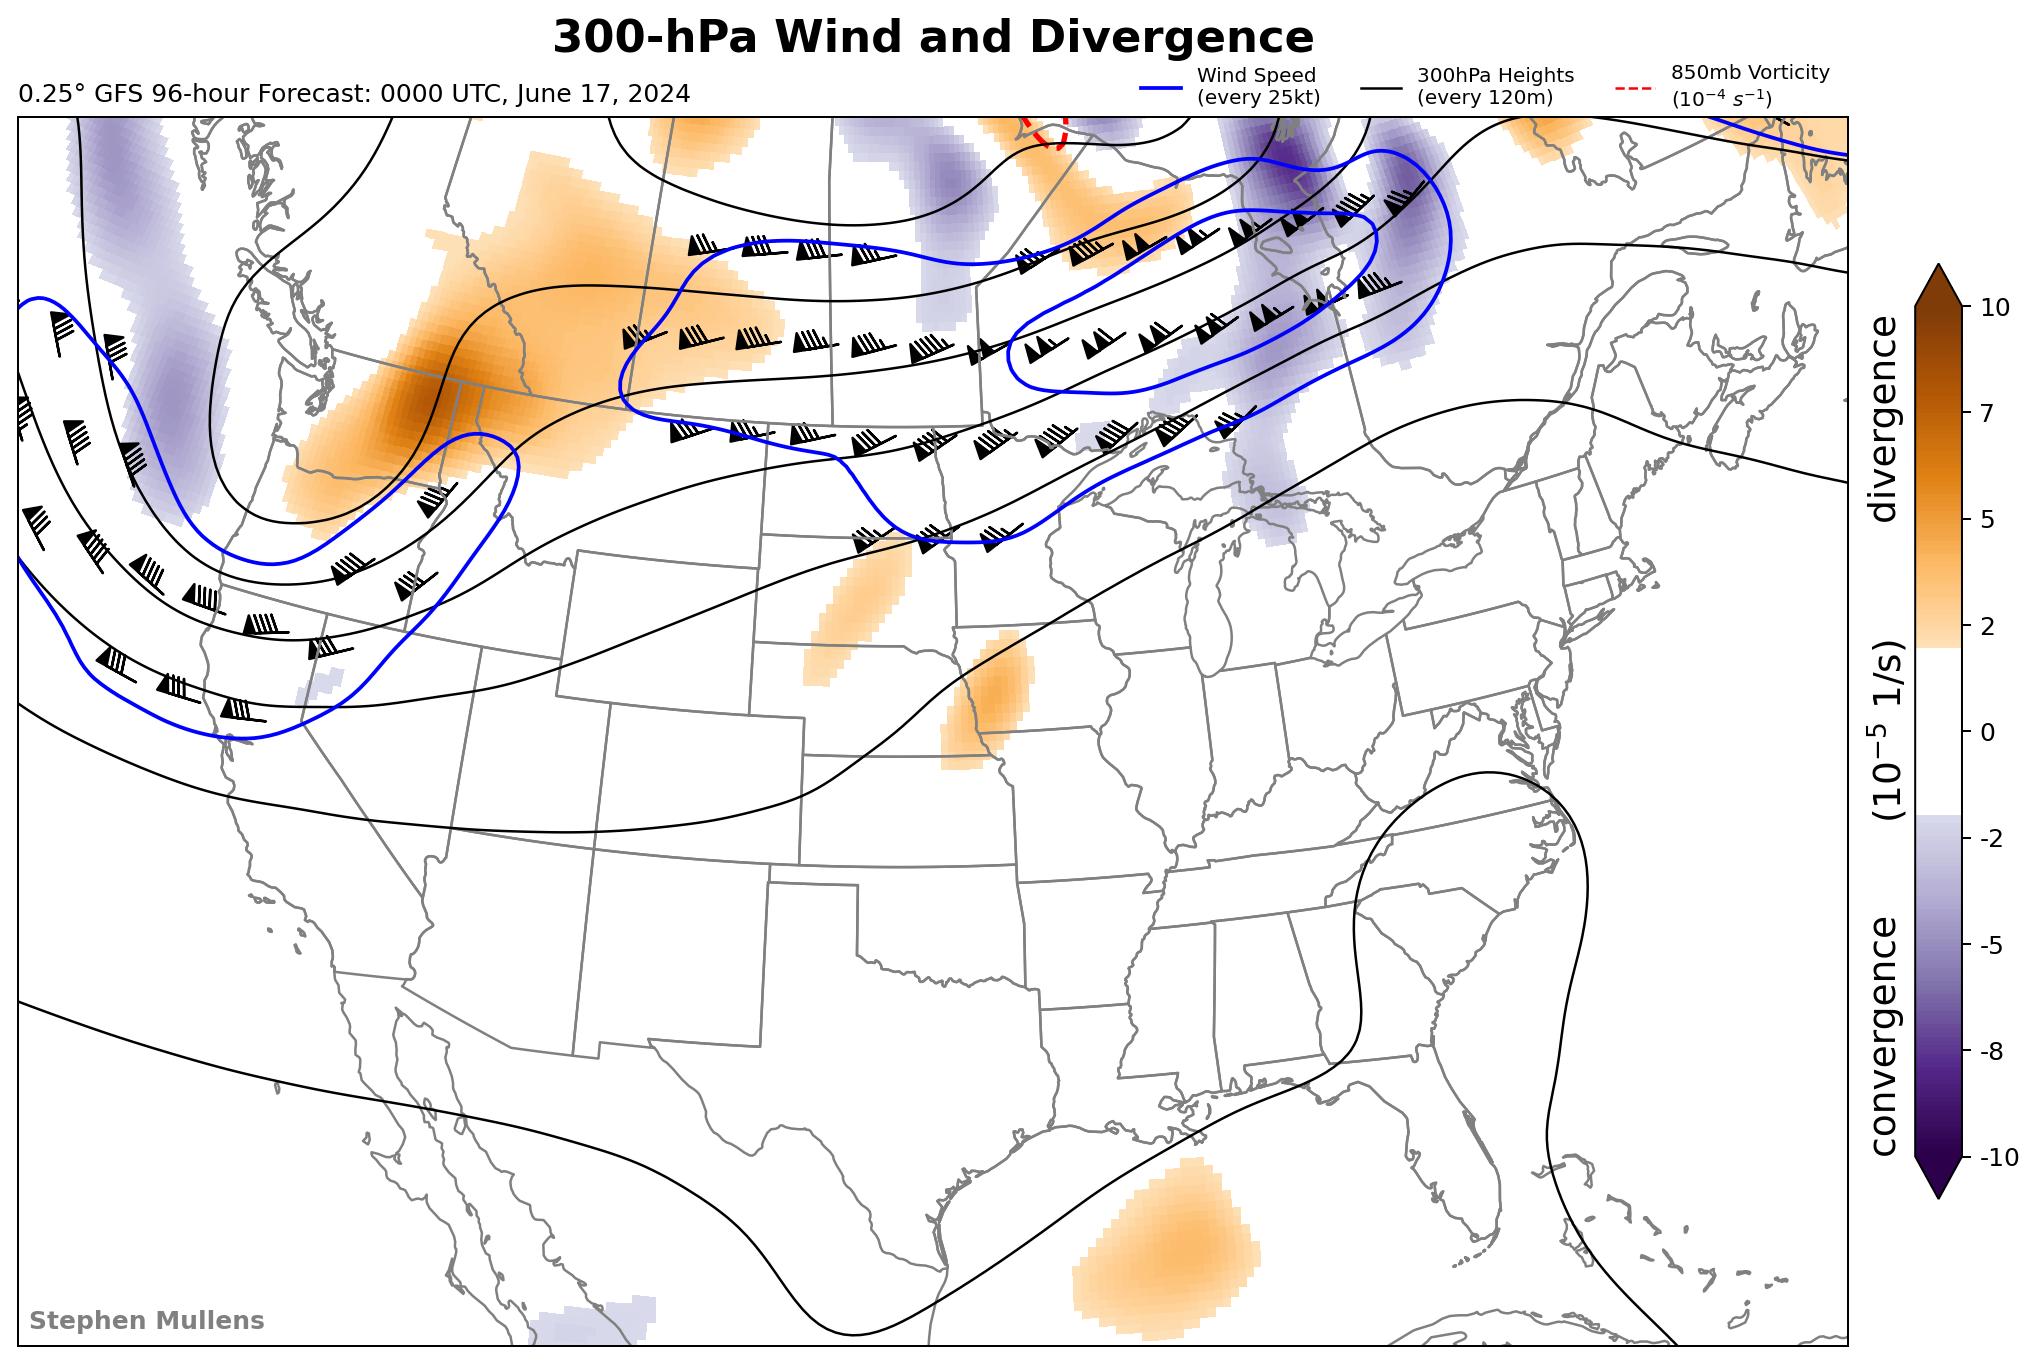 300-hPa Wind and Divergence
0.25° GFS 96-hour Forecast: 0000 UTC, June 17, 2024
Wind Speed
(every 25kt)
300hPa Heights
(every 120m)
850mb Vorticity
(10⁻⁴ s⁻¹)
10
7
5
2
0
-2
-5
-8
-10
convergence (10⁻⁵ 1/s) divergence
Stephen Mullens